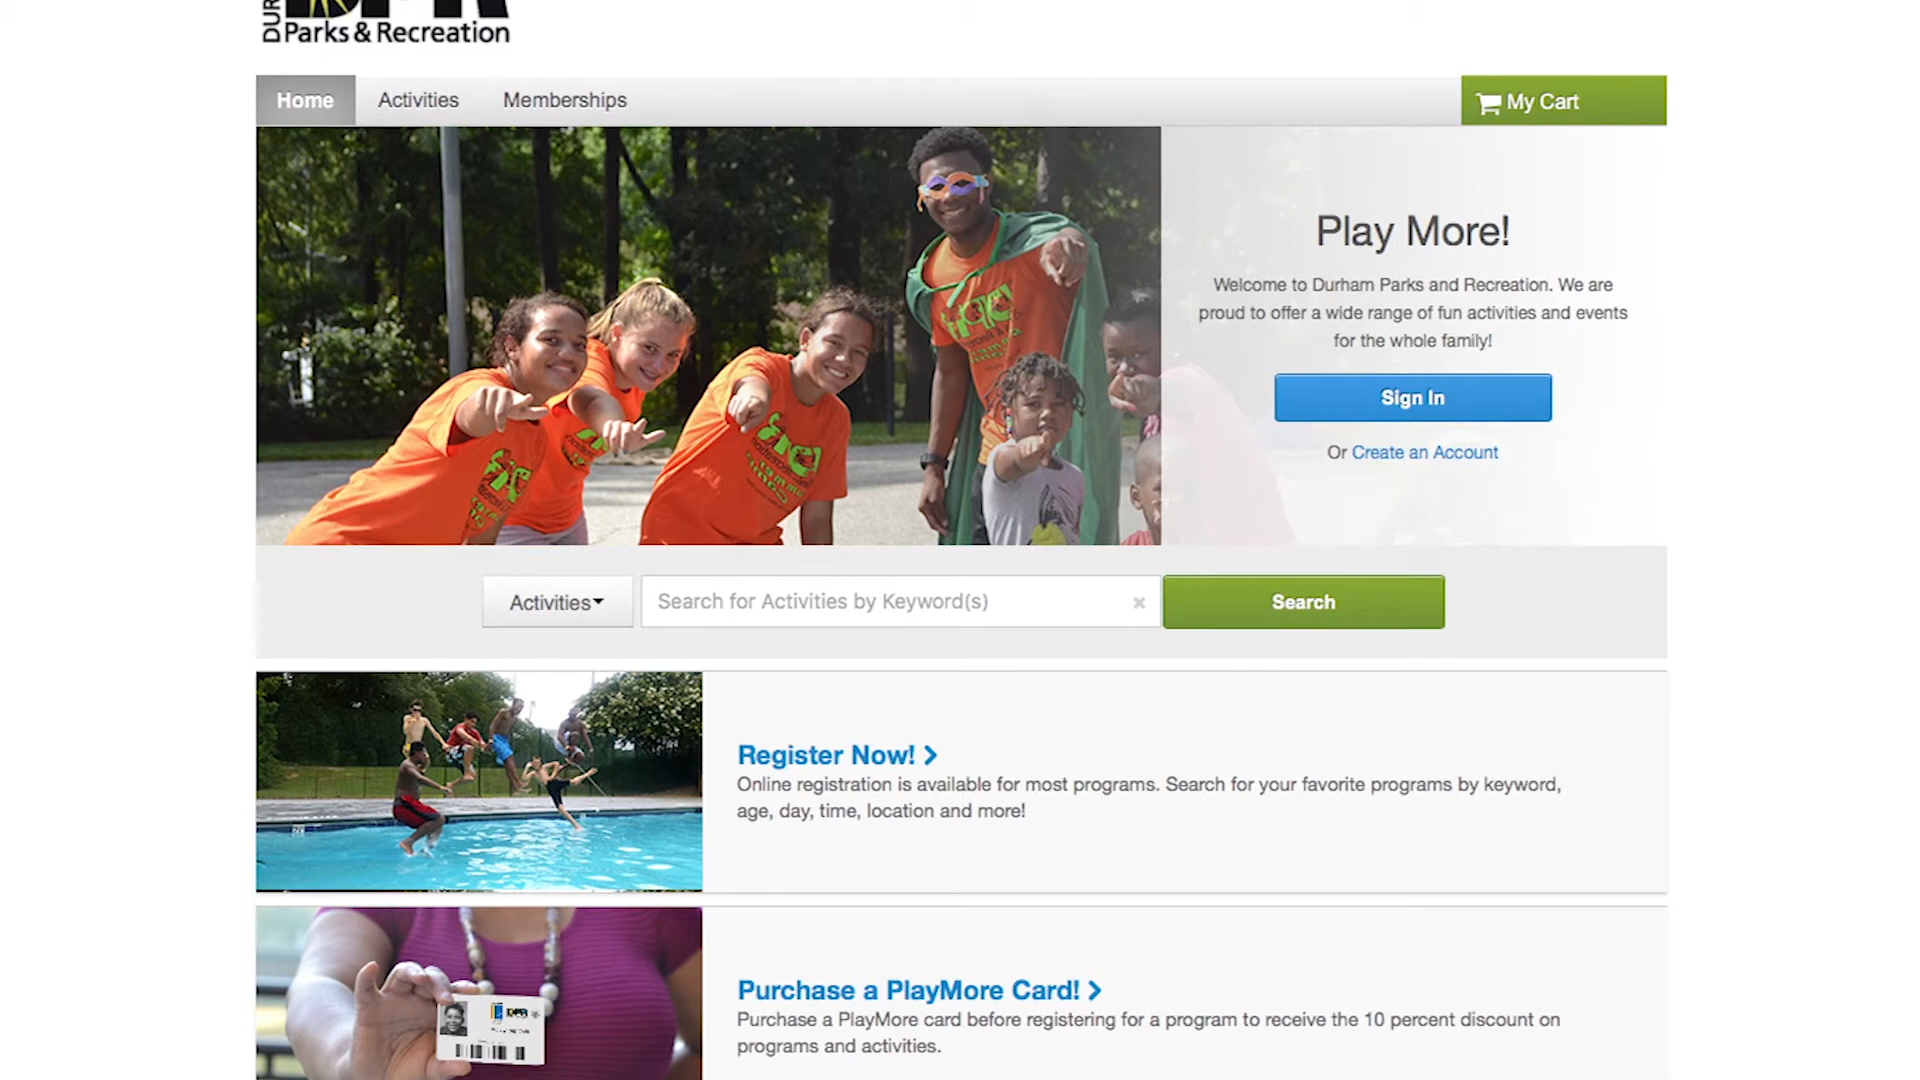 Parks & Recreation
Home
Activities
Memberships
My Cart
Play More!
Welcome to Durham Parks and Recreation. We are
proud to offer a wide range of fun activities and events
for the whole family!
Sign In
Or Create an Account
Activities
Search for Activities by Keyword(s)
Search
Register Now!
Online registration is available for most programs. Search for your favorite programs by keyword,
age, day, time, location and more!
Purchase a PlayMore Card!
Purchase a PlayMore card before registering for a program to receive the 10 percent discount on
programs and activities.